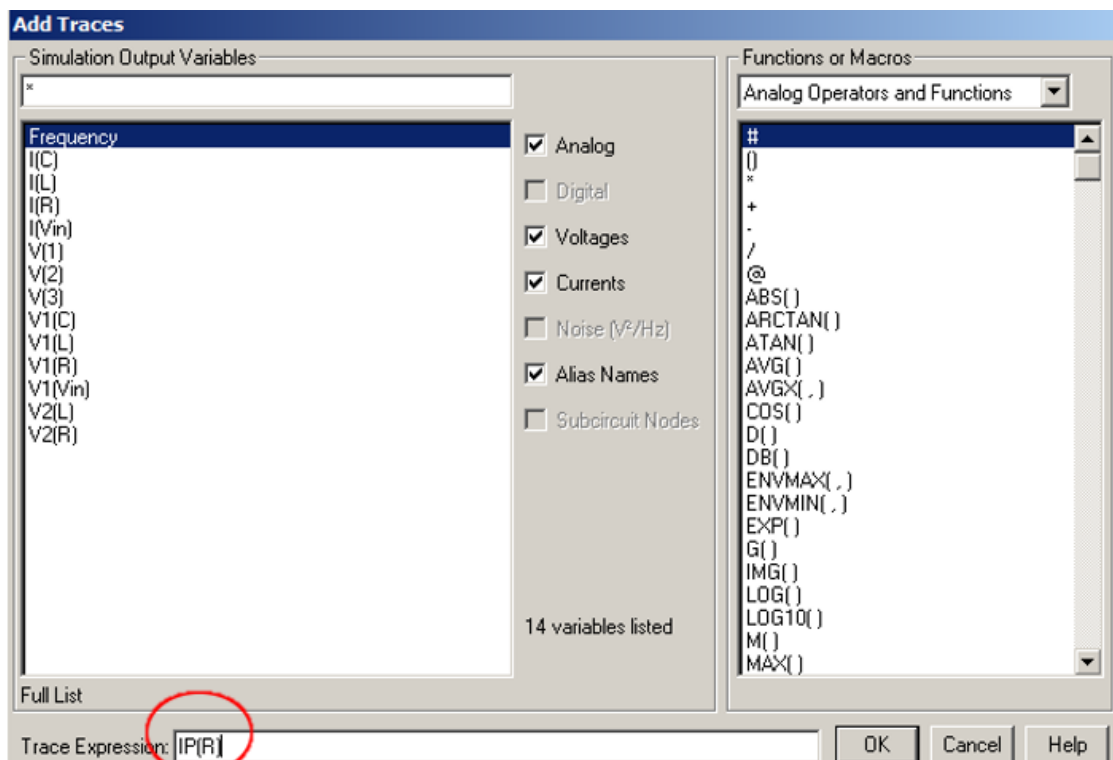 Add Traces
Simulation Output Variables
*
Frequency
I(C)
I(L)
I(R)
I(Vin)
V(1)
V(2)
V(3)
V1(C)
V1(L)
V1(R)
V1(Vin)
V2(L)
V2(R)
Full List
Analog
Digital
Voltages
Currents
Noise (V²/Hz)
Alias Names
Subcircuit Nodes
14 variables listed
Functions or Macros
Analog Operators and Functions
#
()
*
+
-
/
@
ABS( )
ARCTAN( )
ATAN( )
AVG( )
AVGX( , )
COS( )
D( )
DB( )
ENVMAX( , )
ENVMIN( , )
EXP( )
G( )
IMG( )
LOG( )
LOG10( )
M( )
MAX( )
Trace Expression: IP(R)
OK Cancel Help